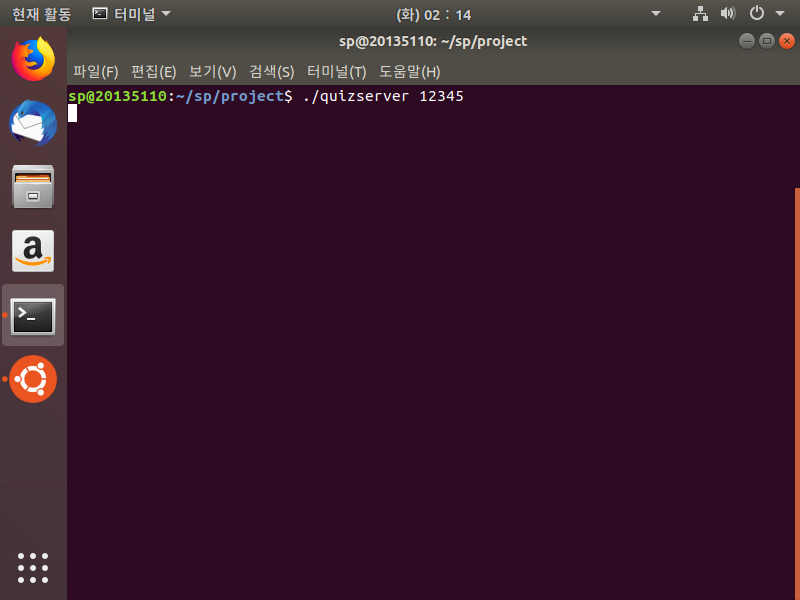 현재 활동 터미널 (화) 02 : 14
sp@20135110: ~/sp/project
파일(F) 편집(E) 보기(V) 검색(S) 터미널(T) 도움말(H)
sp@20135110:~/sp/project$ ./quizserver 12345
a
>_